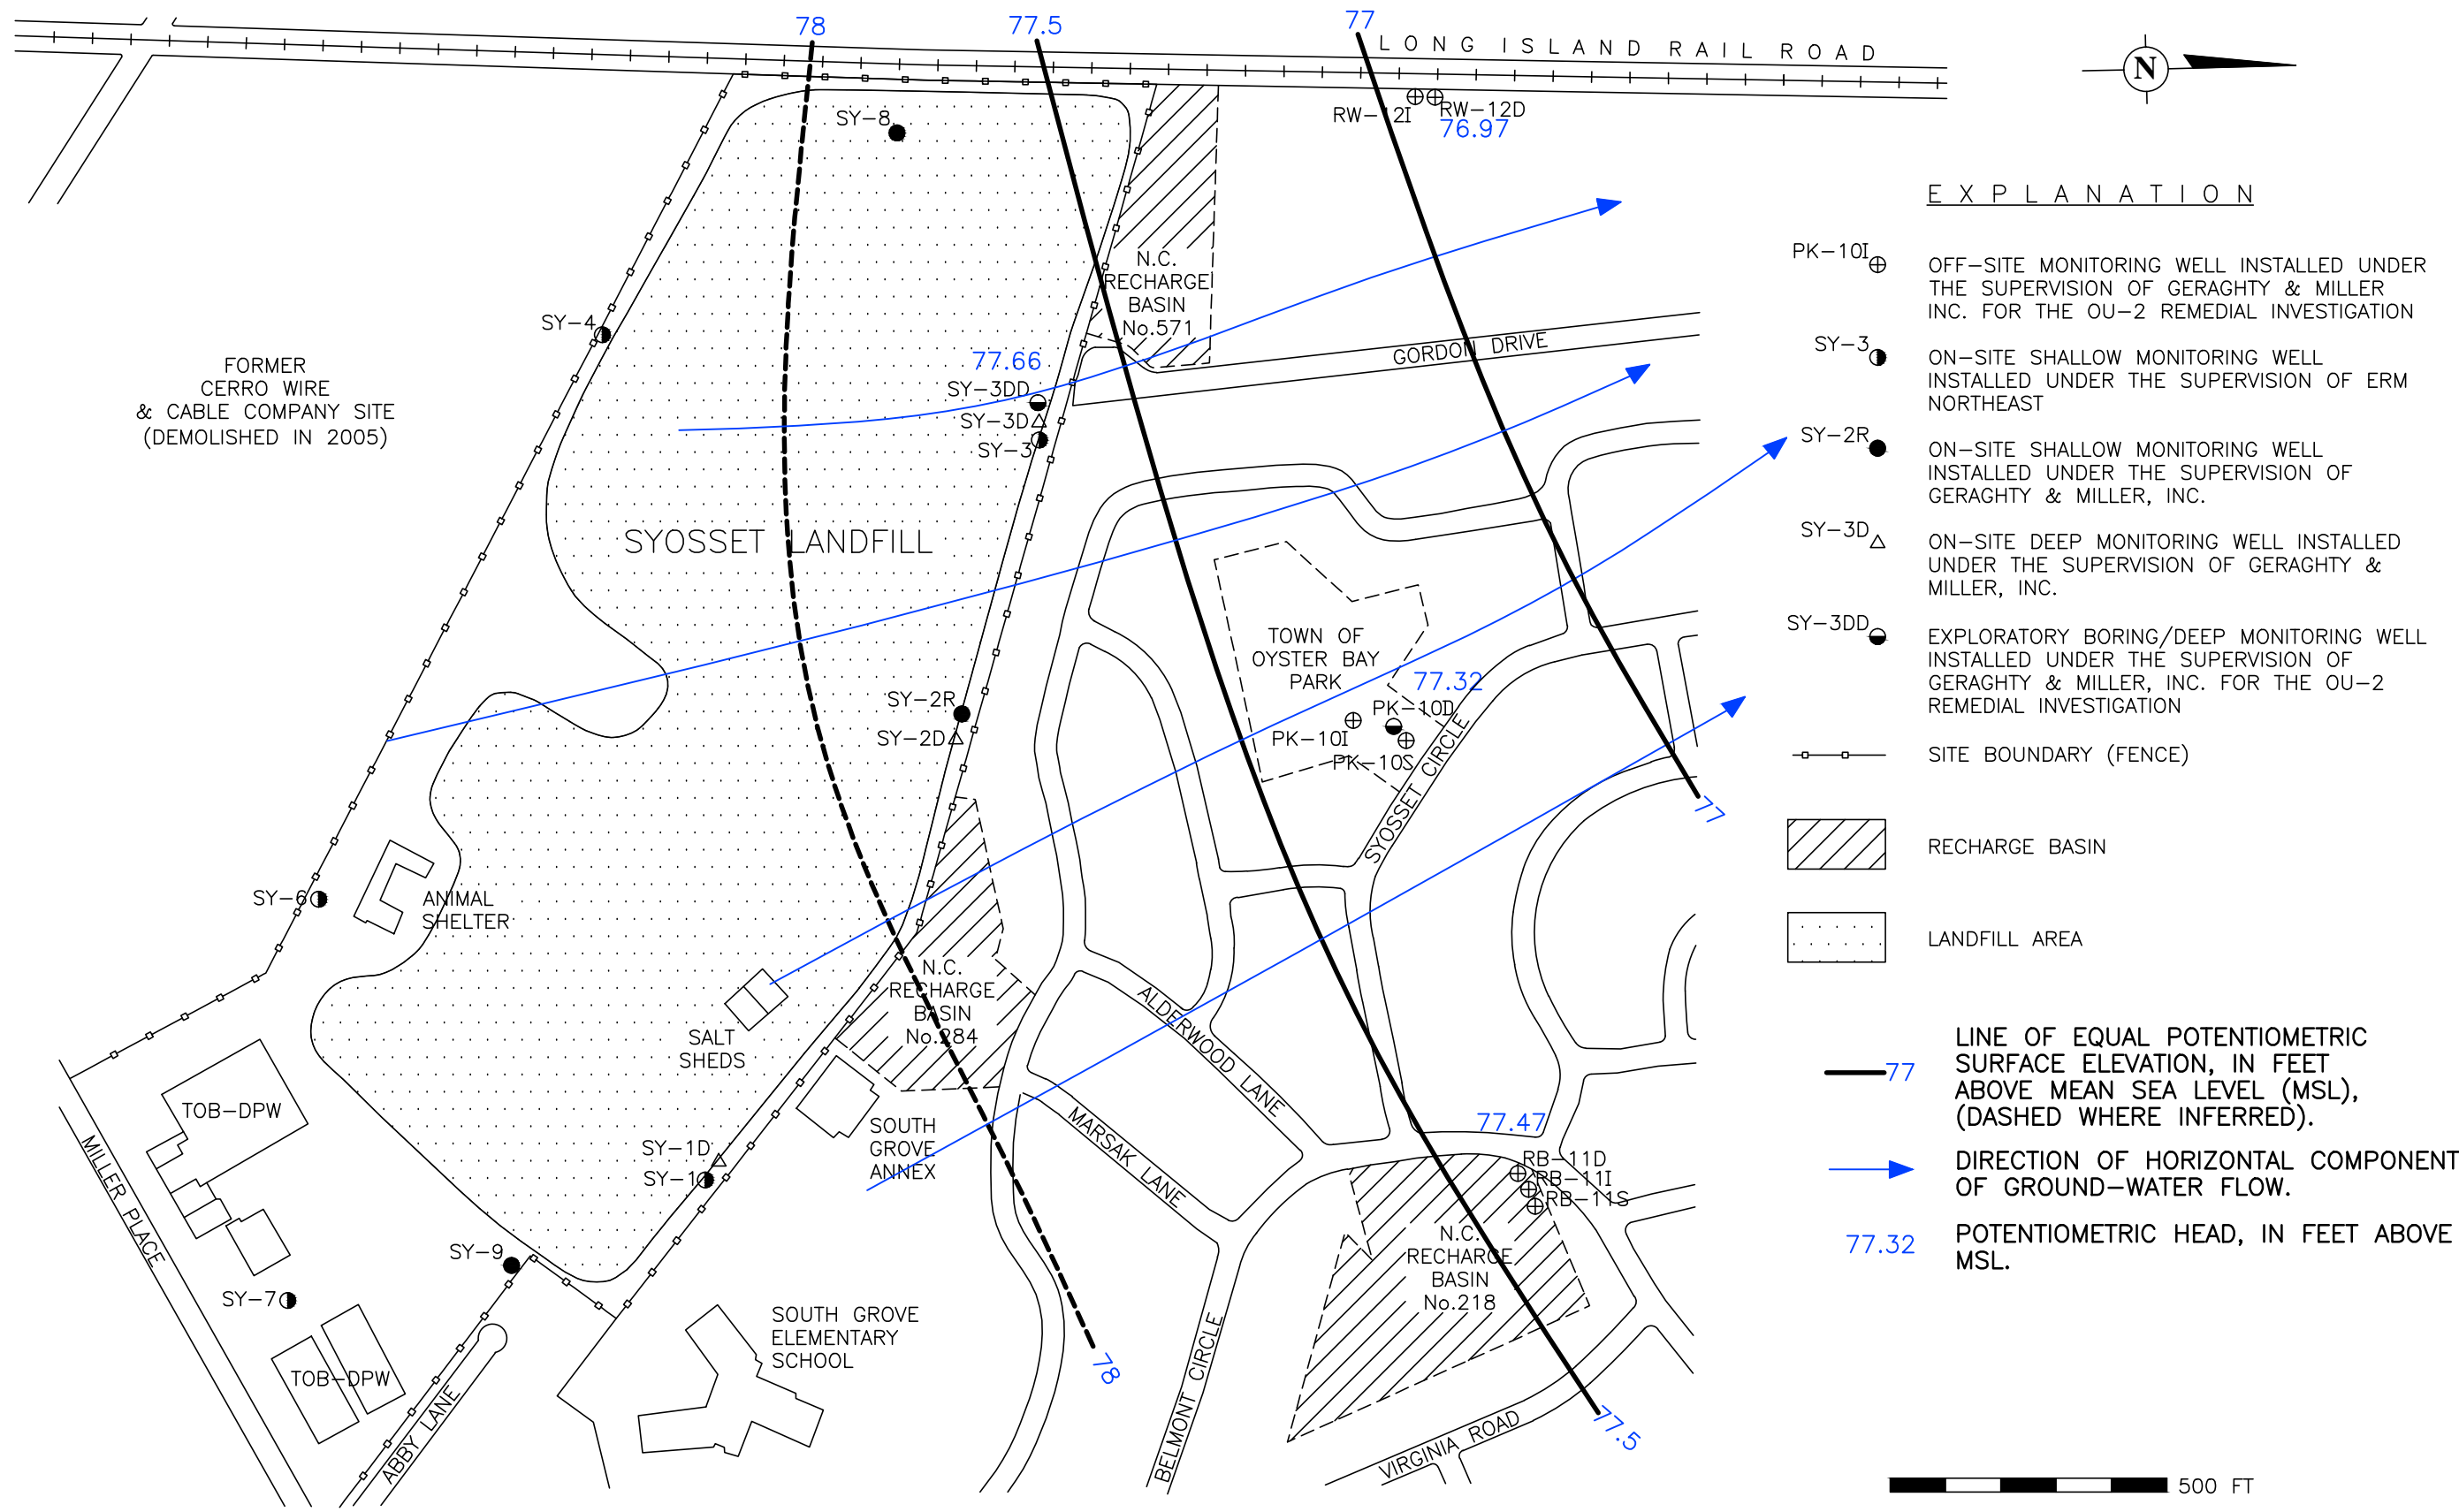 78
77.5
77
LONG ISLAND RAIL ROAD
N
RW-12I
RW-12D
76.97
SY-8
N.C.
RECHARGE
BASIN
No.571
SY-4
77.66
SY-3DD
SY-3D
SY-3
GORDON DRIVE
FORMER
CERRO WIRE
& CABLE COMPANY SITE
(DEMOLISHED IN 2005)
SYOSSET LANDFILL
TOWN OF
OYSTER BAY
PARK
77.32
PK-10D
PK-10I
PK-10S
SYOSSET CIRCLE
77
SY-2R
SY-2D
SY-6
ANIMAL
SHELTER
SALT
SHEDS
N.C.
RECHARGE
BASIN
No.284
ALDERWOOD LANE
MARSAK LANE
TOB-DPW
MILLER PLACE
SY-1D
SY-1
SOUTH
GROVE
ANNEX
77.47
RB-11D
RB-11I
RB-11S
N.C.
RECHARGE
BASIN
No.218
SY-9
SY-7
TOB-DPW
ABBY LANE
SOUTH GROVE
ELEMENTARY
SCHOOL
78
BELMONT CIRCLE
VIRGINIA ROAD
77.5
EXPLANATION
PK-10I
OFF-SITE MONITORING WELL INSTALLED UNDER
THE SUPERVISION OF GERAGHTY & MILLER
INC. FOR THE OU-2 REMEDIAL INVESTIGATION
SY-3
ON-SITE SHALLOW MONITORING WELL
INSTALLED UNDER THE SUPERVISION OF ERM
NORTHEAST
SY-2R
ON-SITE SHALLOW MONITORING WELL
INSTALLED UNDER THE SUPERVISION OF
GERAGHTY & MILLER, INC.
SY-3D
ON-SITE DEEP MONITORING WELL INSTALLED
UNDER THE SUPERVISION OF GERAGHTY &
MILLER, INC.
SY-3DD
EXPLORATORY BORING/DEEP MONITORING WELL
INSTALLED UNDER THE SUPERVISION OF
GERAGHTY & MILLER, INC. FOR THE OU-2
REMEDIAL INVESTIGATION
SITE BOUNDARY (FENCE)
RECHARGE BASIN
LANDFILL AREA
77
LINE OF EQUAL POTENTIOMETRIC
SURFACE ELEVATION, IN FEET
ABOVE MEAN SEA LEVEL (MSL),
(DASHED WHERE INFERRED).
DIRECTION OF HORIZONTAL COMPONENT
OF GROUND-WATER FLOW.
77.32
POTENTIOMETRIC HEAD, IN FEET ABOVE
MSL.
500 FT